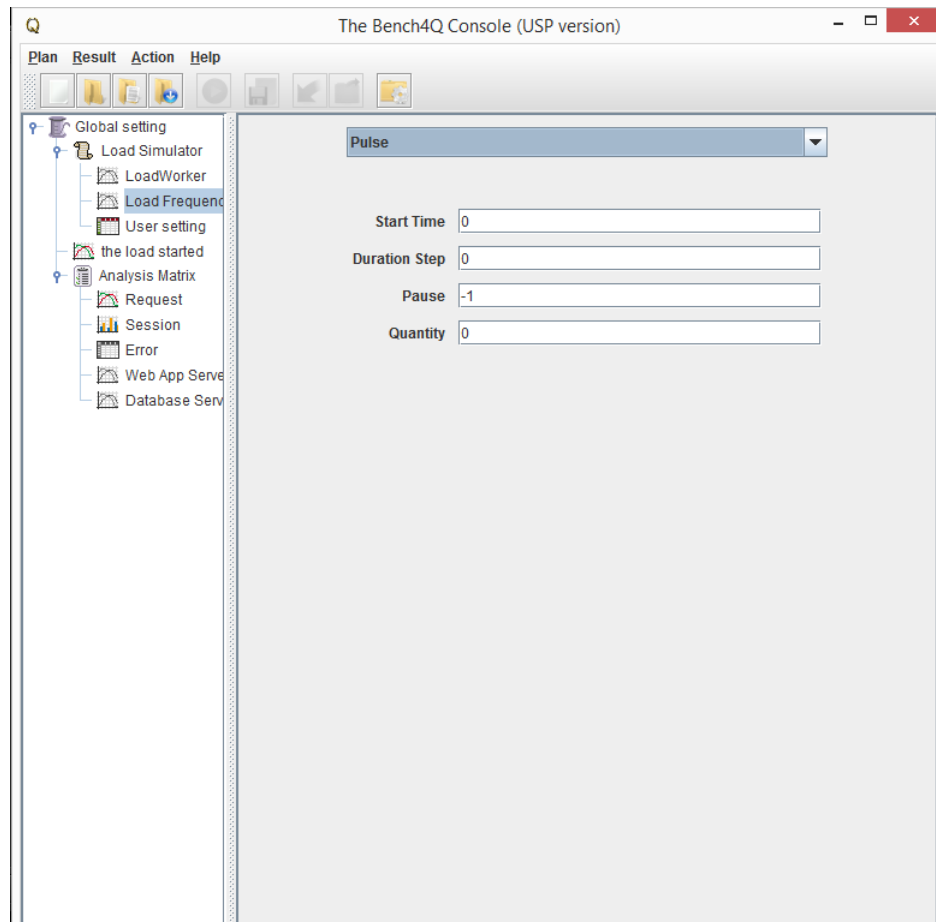 The Bench4Q Console (USP version)
Plan Result Action Help
Global setting
Load Simulator
LoadWorker
Load Frequenc
User setting
the load started
Analysis Matrix
Request
Session
Error
Web App Serve
Database Serv
Pulse
Start Time 0
Duration Step 0
Pause -1
Quantity 0